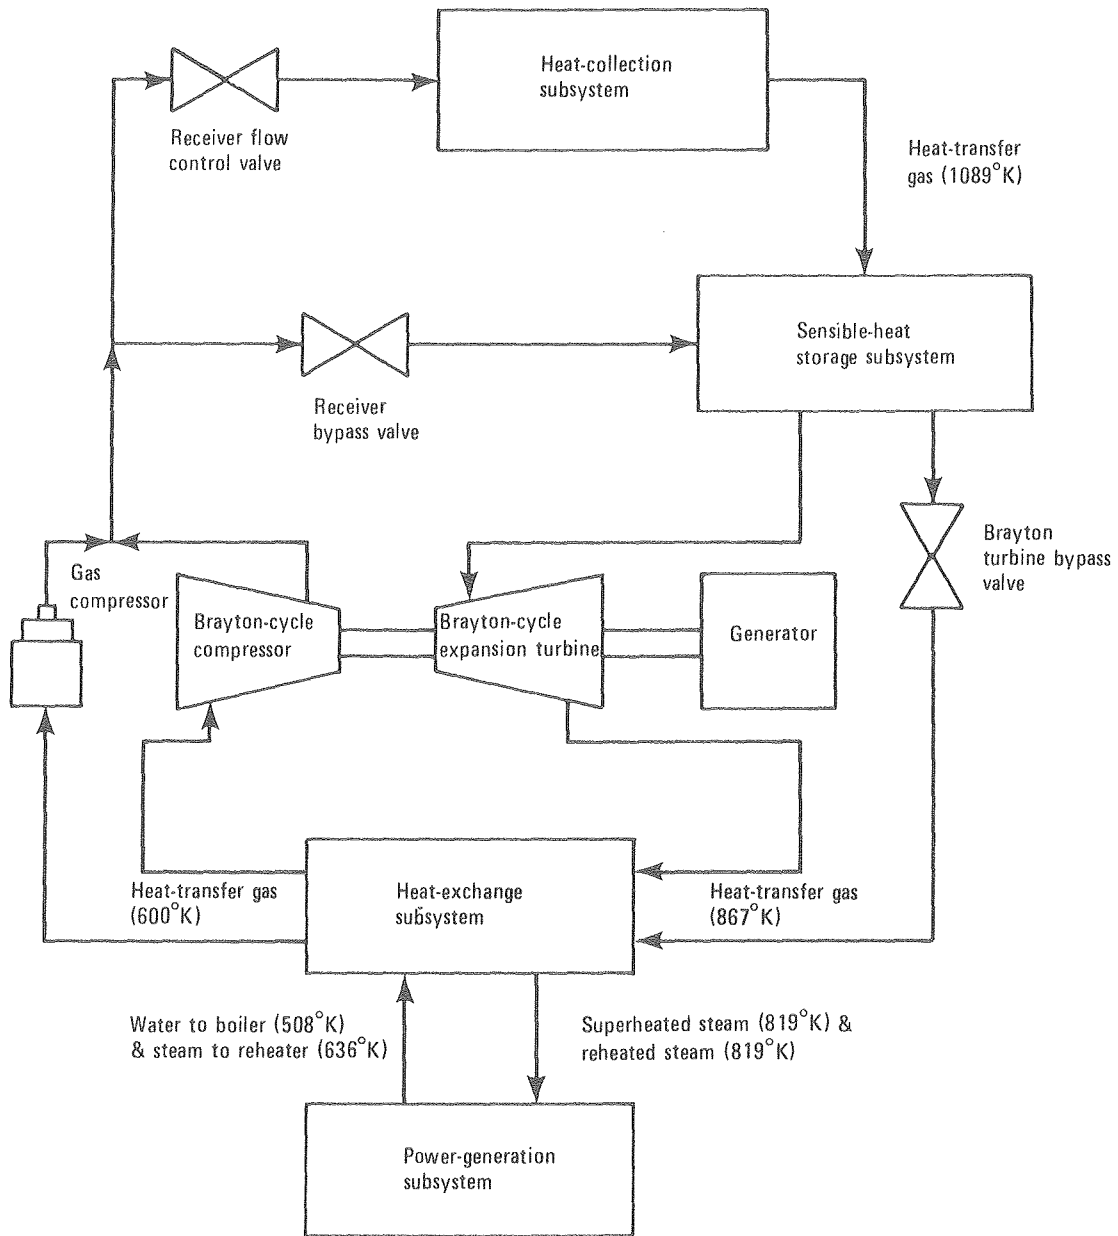 Heat-collection
subsystem
Receiver flow
control valve
Heat-transfer
gas (1089°K)
Sensible-heat
storage subsystem
Receiver
bypass valve
Brayton
turbine bypass
valve
Gas
compressor
Brayton-cycle
compressor
Brayton-cycle
expansion turbine
Generator
Heat-transfer gas
(600°K)
Heat-exchange
subsystem
Heat-transfer gas
(867°K)
Water to boiler (508°K)
& steam to reheater (636°K)
Superheated steam (819°K) &
reheated steam (819°K)
Power-generation
subsystem